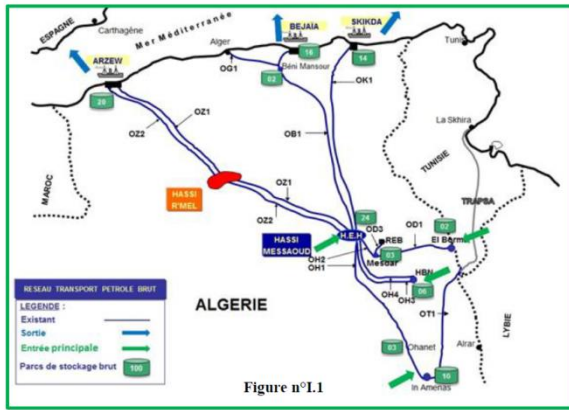 ESPAGNE
Carthagène
Mer Méditerranée
BEJAÏA
SKIKDA
ARZEW
Alger
16
14
Tunis
Béni Mansour
OG1
02
OK1
20
OZ1
OZ2
OB1
La Skhira
MAROC
TUNISIE
TRAPSA
HASSI
R'MEL
OZ1
OZ2
24
02
HASSI
MESSAOUD
H.E.H
OD3
REB
OD1
El Borma
OH2
OH1
Mesdar
03
HBN
OH4
OH3
06
RESEAU TRANSPORT PETROLE BRUT
LEGENDE :
Existant
Sortie
Entrée principale
Parcs de stockage brut
100
ALGERIE
OT1
LYBIE
03
Ohanet
Alrar
In Amenas
10
Figure n°I.1